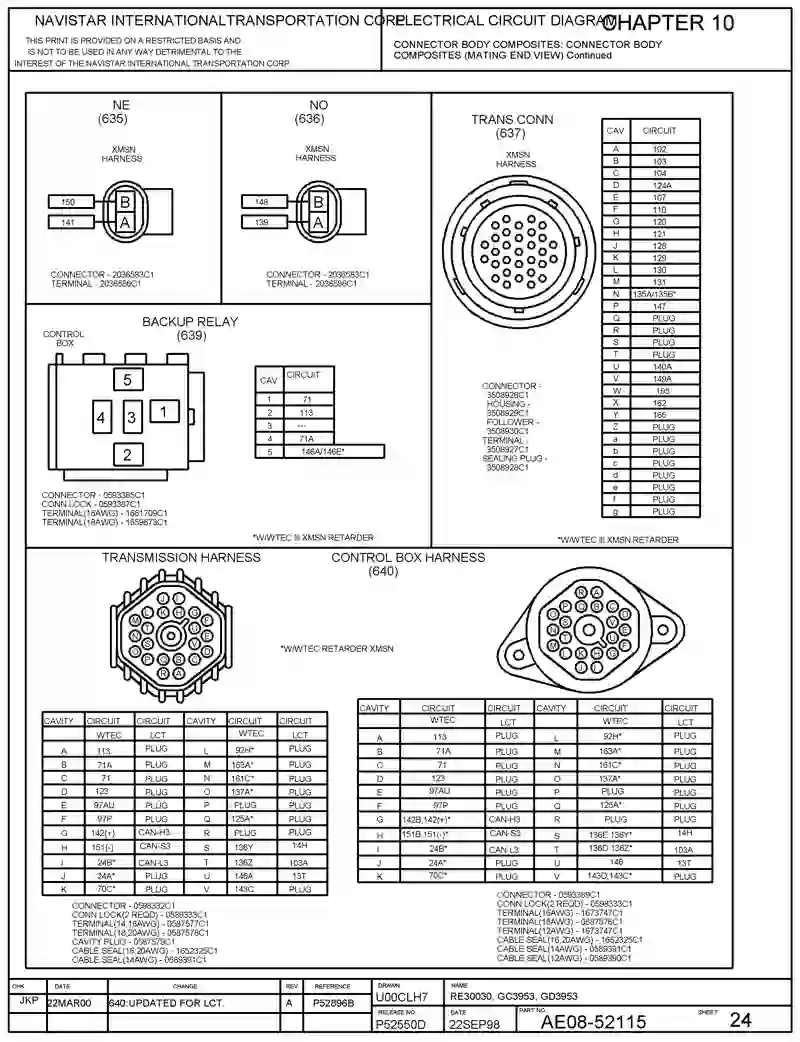 NAVISTAR INTERNATIONALTRANSPORTATION CORP.
THIS PRINT IS PROVIDED ON A RESTRICTED BASIS AND
IS NOT TO BE USED IN ANY WAY DETRIMENTAL TO THE
INTEREST OF THE NAVISTAR INTERNATIONAL TRANSPORTATION CORP
ELECTRICAL CIRCUIT DIAGRAM
CHAPTER 10
CONNECTOR BODY COMPOSITES: CONNECTOR BODY
COMPOSITES (MATING END VIEW) Continued
NE
(635)
XMSN
HARNESS
150 B
141 A
CONNECTOR - 2036583C1
TERMINAL - 2036586C1
NO
(636)
XMSN
HARNESS
148 B
139 A
CONNECTOR - 2036583C1
TERMINAL - 2036586C1
TRANS CONN
(637)
XMSN
HARNESS
CONNECTOR -
3508926C1
HOUSING -
3508929C1
FOLLOWER -
3508930C1
TERMINAL -
3508927C1
SEALING PLUG -
3508928C1
CAV CIRCUIT
A 102
B 103
C 104
D 124A
E 107
F 110
G 120
H 121
J 128
K 129
L 130
M 131
N 135A/135B*
P 147
Q PLUG
R PLUG
S PLUG
T PLUG
U 140A
V 149A
W 195
X 162
Y 165
Z PLUG
a PLUG
b PLUG
c PLUG
d PLUG
e PLUG
f PLUG
g PLUG
*W/WTEC III XMSN RETARDER
BACKUP RELAY
(639)
CONTROL
BOX
5
4 3 1
2
CAV CIRCUIT
1 71
2 113
3 ---
4 71A
5 146A/146E*
CONNECTOR - 0593385C1
CONN LOCK - 0593387C1
TERMINAL(16AWG) - 1661709C1
TERMINAL(18AWG) - 1659873C1
*W/WTEC III XMSN RETARDER
TRANSMISSION HARNESS
CONTROL BOX HARNESS
(640)
*W/WTEC RETARDER XMSN
CAVITY CIRCUIT CIRCUIT CAVITY CIRCUIT CIRCUIT
WTEC LCT WTEC LCT
A 113 PLUG L 92H* PLUG
B 71A PLUG M 163A* PLUG
C 71 PLUG N 161C* PLUG
D 123 PLUG O 137A* PLUG
E 97AU PLUG P PLUG PLUG
F 97P PLUG Q 125A* PLUG
G 142(+) CAN-H3 R PLUG PLUG
H 151(-) CAN-S3 S 136Y 14H
I 24B* CAN-L3 T 136Z 103A
J 24A* PLUG U 146A 13T
K 70C* PLUG V 143C PLUG
CONNECTOR - 0598332C1
CONN LOCK(2 REQD) - 0589333C1
TERMINAL(14,16AWG) - 0587577C1
TERMINAL(18,20AWG) - 0587578C1
CAVITY PLUG - 0587579C1
CABLE SEAL(16,20AWG) - 1652325C1
CABLE SEAL(14AWG) - 0589391C1
CAVITY CIRCUIT CIRCUIT CAVITY CIRCUIT CIRCUIT
WTEC LCT WTEC LCT
A 113 PLUG L 92H* PLUG
B 71A PLUG M 163A* PLUG
C 71 PLUG N 161C* PLUG
D 123 PLUG O 137A* PLUG
E 97AU PLUG P PLUG PLUG
F 97P PLUG Q 125A* PLUG
G 142B,142(+)* CAN-H3 R PLUG PLUG
H 151B,151(-)* CAN-S3 S 136E 136Y* 14H
I 24B* CAN-L3 T 136D 136Z* 103A
J 24A* PLUG U 146 13T
K 70C* PLUG V 143D,143C* PLUG
CONNECTOR - 0593389C1
CONN LOCK(2 REQD) - 0583333C1
TERMINAL(16AWG) - 1673747C1
TERMINAL(18AWG) - 0587576C1
TERMINAL(12AWG) - 1673747C1
CABLE SEAL(16,20AWG) - 1652325C1
CABLE SEAL(14AWG) - 0589391C1
CABLE SEAL(12AWG) - 0589390C1
CHK DATE CHANGE REV REFERENCE
JKP 22MAR00 640:UPDATED FOR LCT. A P52896B
DRAWN
U00CLH7
NAME
RE30030, GC3953, GD3953
RELEASE NO.
P52550D
DATE
22SEP98
PART NO.
AE08-52115
SHEET 24